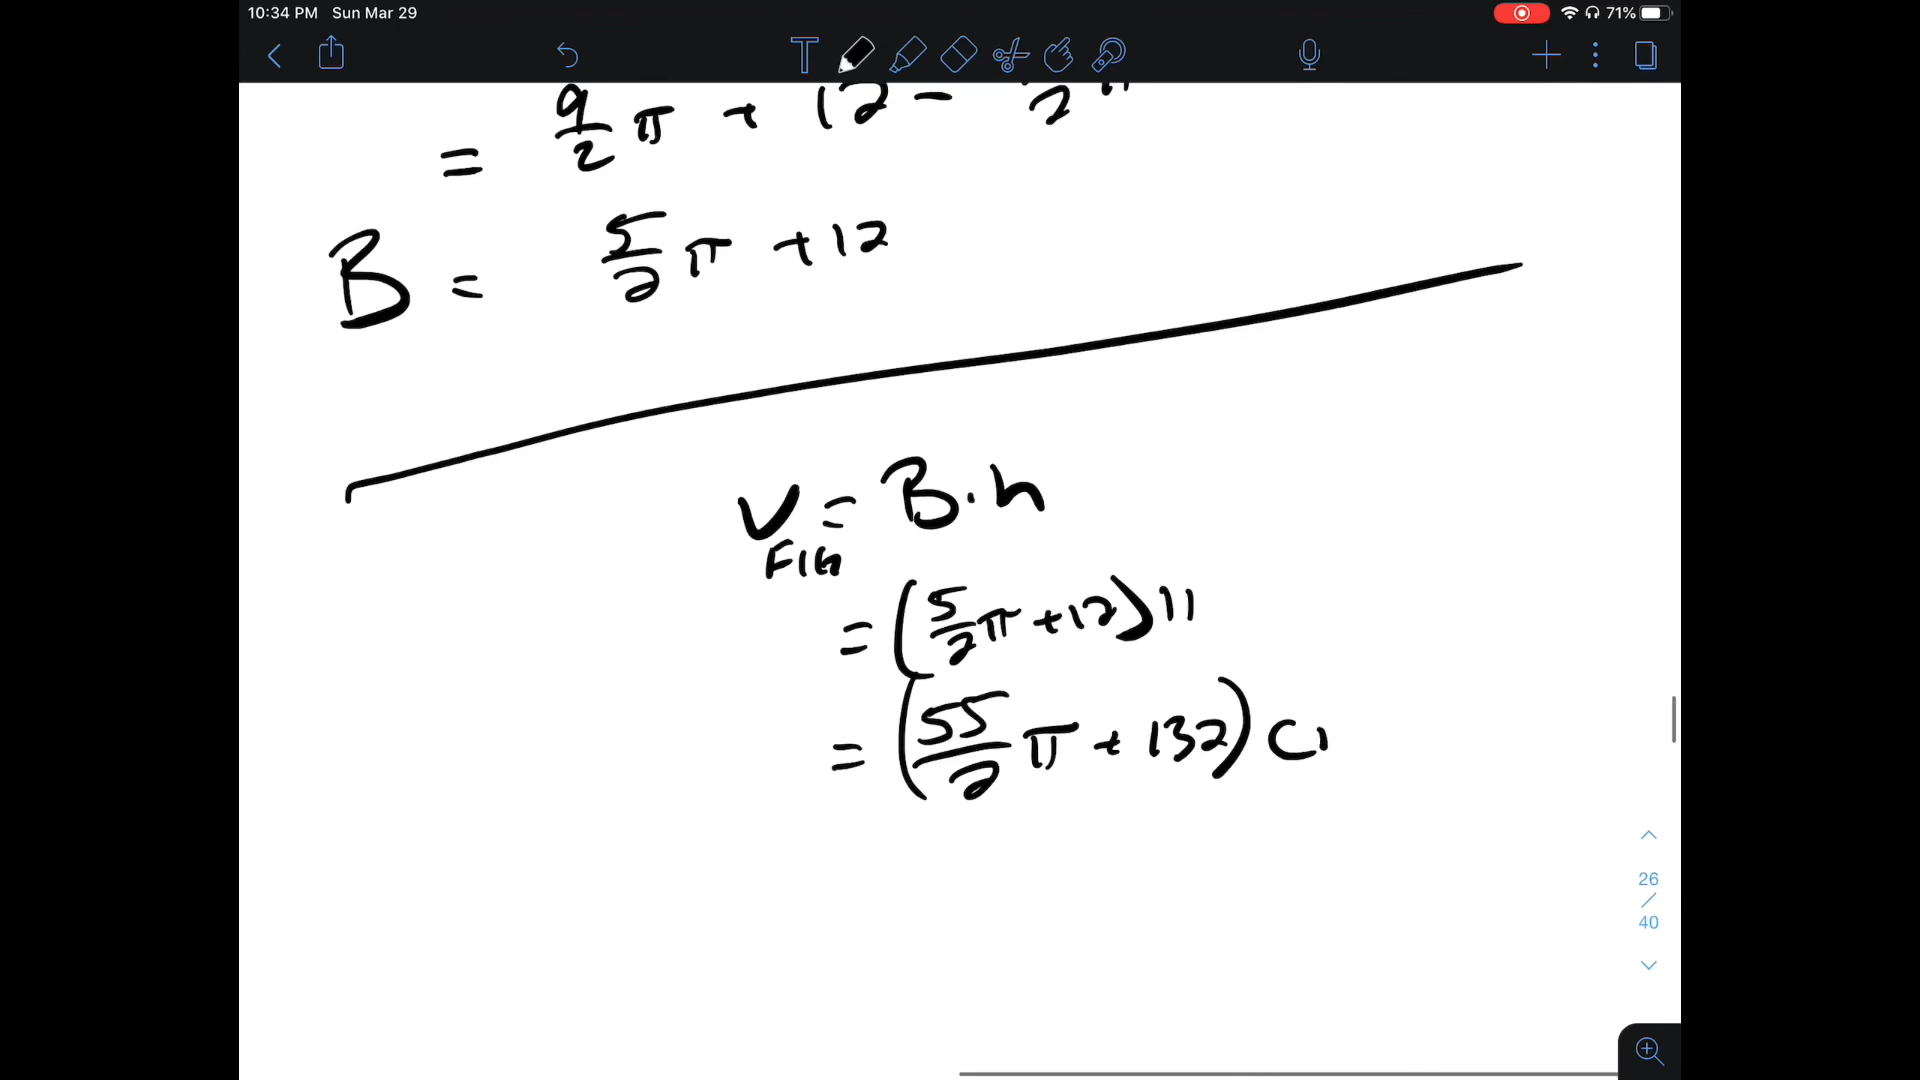 10:34 PM Sun Mar 29
71%
T
= 9/2 π + 12 -
B = 5/2 π + 12
V FIG = B · h
= (5/2 π + 12) 11
= (55/2 π + 132) c
26 / 40